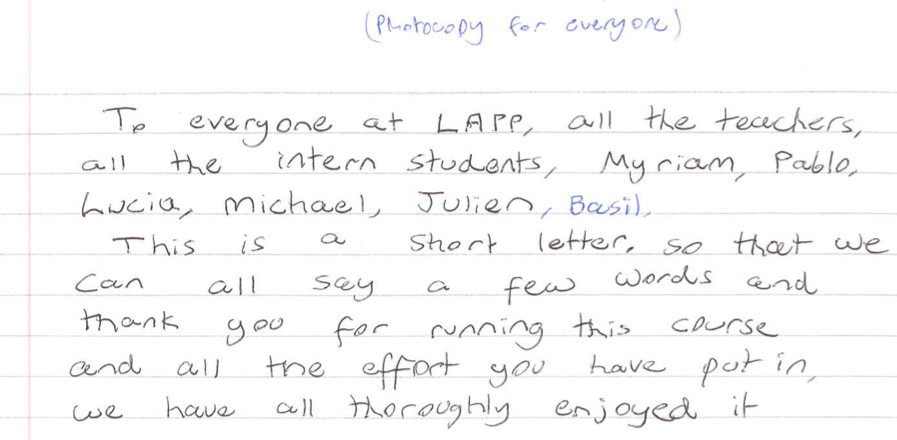 (Photocopy for everyone)
To everyone at LAPP, all the teachers,
all the intern students, Myriam, Pablo,
Lucia, Michael, Julien, Basil,
This is a short letter, so that we
can all say a few words and
thank you for running this course
and all the effort you have put in,
we have all thoroughly enjoyed it